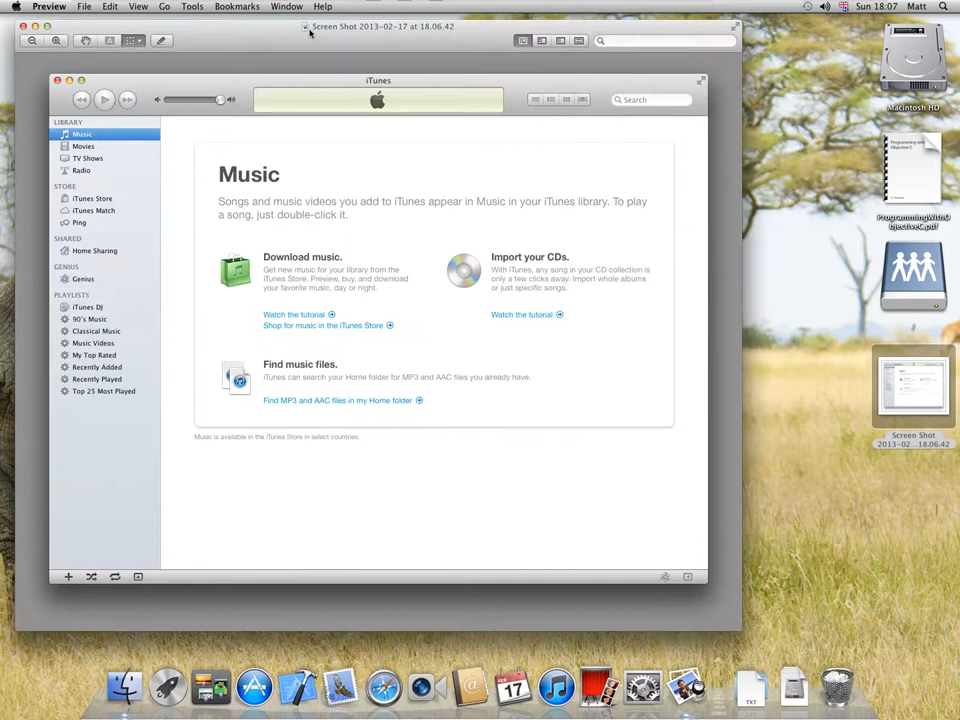 Preview File Edit View Go Tools Bookmarks Window Help Sun 18:07 Matt
Screen Shot 2013-02-17 at 18.06.42
iTunes
Search
LIBRARY
Music
Movies
TV Shows
Radio
STORE
iTunes Store
iTunes Match
Ping
SHARED
Home Sharing
GENIUS
Genius
PLAYLISTS
iTunes DJ
90's Music
Classical Music
Music Videos
My Top Rated
Recently Added
Recently Played
Top 25 Most Played
Music
Songs and music videos you add to iTunes appear in Music in your iTunes library. To play
a song, just double-click it.
Download music.
Get new music for your library from the
iTunes Store. Preview, buy, and download
your favorite music, day or night.
Watch the tutorial
Shop for music in the iTunes Store
Import your CDs.
With iTunes, any song in your CD collection is
only a few clicks away. Import whole albums
or just specific songs.
Watch the tutorial
Find music files.
iTunes can search your Home folder for MP3 and AAC files you already have.
Find MP3 and AAC files in my Home folder
Music is available in the iTunes Store in select countries.
Macintosh HD
Programming with
Objective-C
ProgrammingWithO
bjectiveC.pdf
/
Screen Shot
2013-02...18.06.42
17
TXT